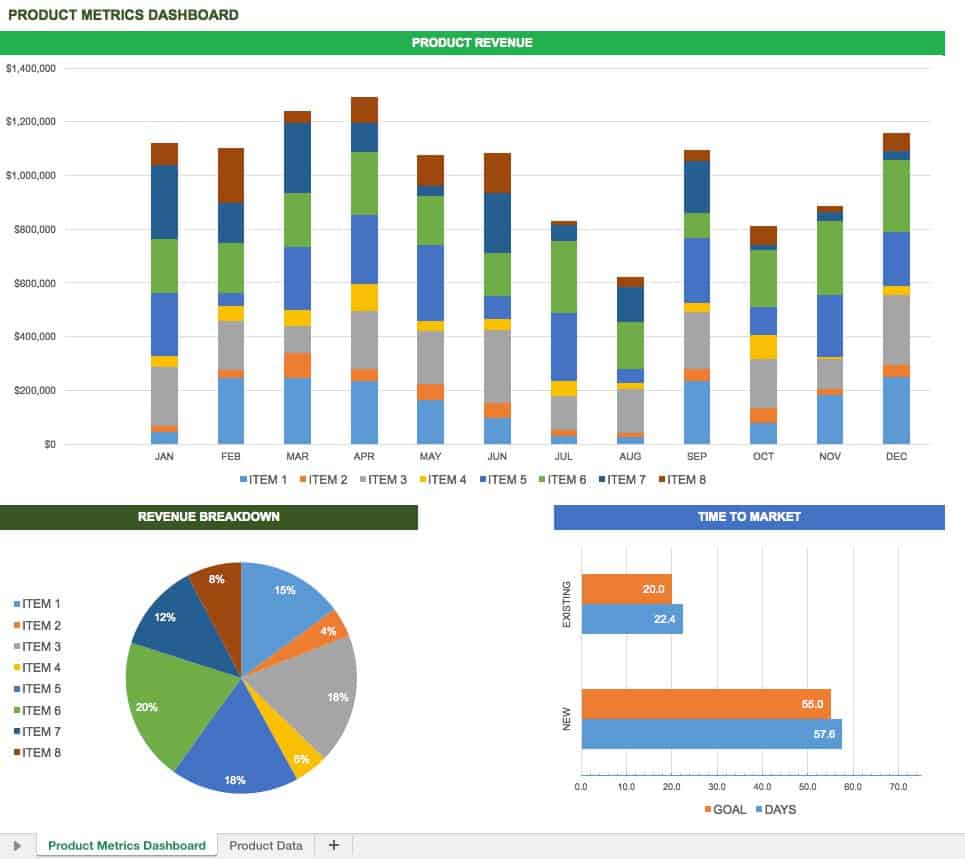 PRODUCT METRICS DASHBOARD
PRODUCT REVENUE
$1,400,000
$1,200,000
$1,000,000
$800,000
$600,000
$400,000
$200,000
$0
JAN FEB MAR APR MAY JUN JUL AUG SEP OCT NOV DEC
ITEM 1 ITEM 2 ITEM 3 ITEM 4 ITEM 5 ITEM 6 ITEM 7 ITEM 8
REVENUE BREAKDOWN
ITEM 1
ITEM 2
ITEM 3
ITEM 4
ITEM 5
ITEM 6
ITEM 7
ITEM 8
15%
4%
18%
5%
18%
20%
12%
8%
TIME TO MARKET
EXISTING
20.0
22.4
NEW
55.0
57.6
0.0 10.0 20.0 30.0 40.0 50.0 60.0 70.0
GOAL DAYS
Product Metrics Dashboard Product Data +